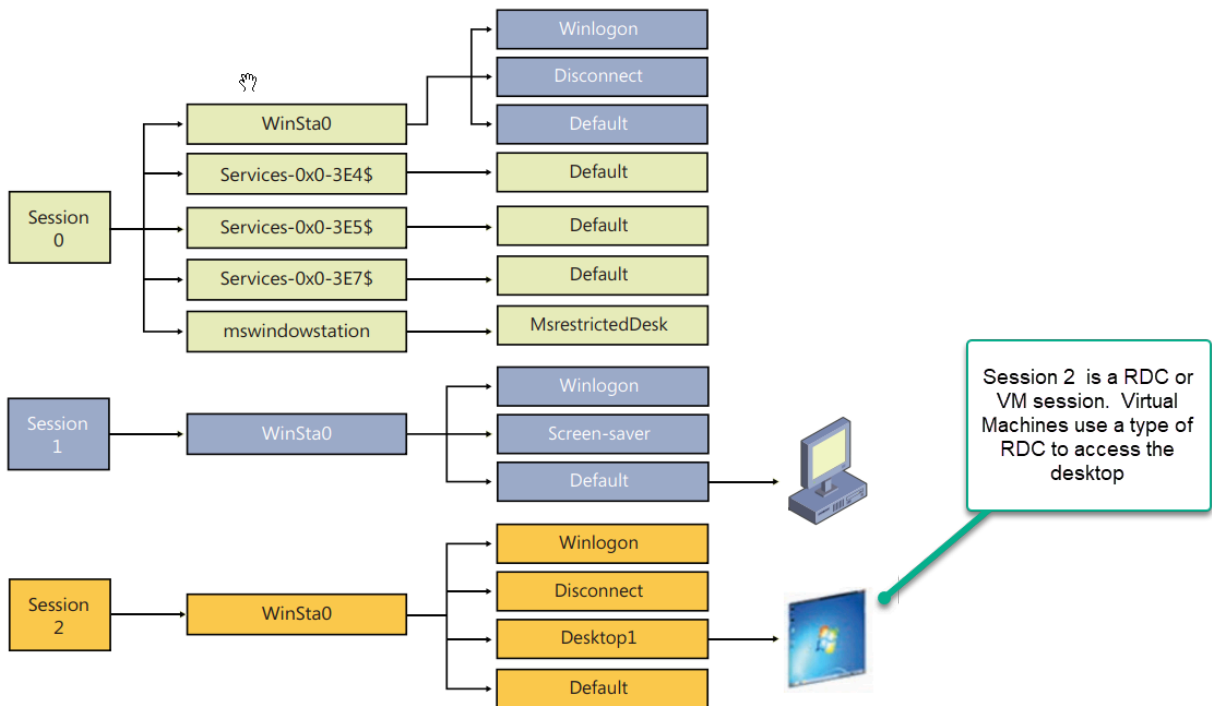 Winlogon
Disconnect
Default
WinSta0
Services-0x0-3E4$
Default
Session
0
Services-0x0-3E5$
Default
Services-0x0-3E7$
Default
mswindowstation
MsrestrictedDesk
Session
1
WinSta0
Winlogon
Screen-saver
Default
Session 2  is a RDC or
VM session.  Virtual
Machines use a type of
RDC to access the
desktop
Session
2
WinSta0
Winlogon
Disconnect
Desktop1
Default